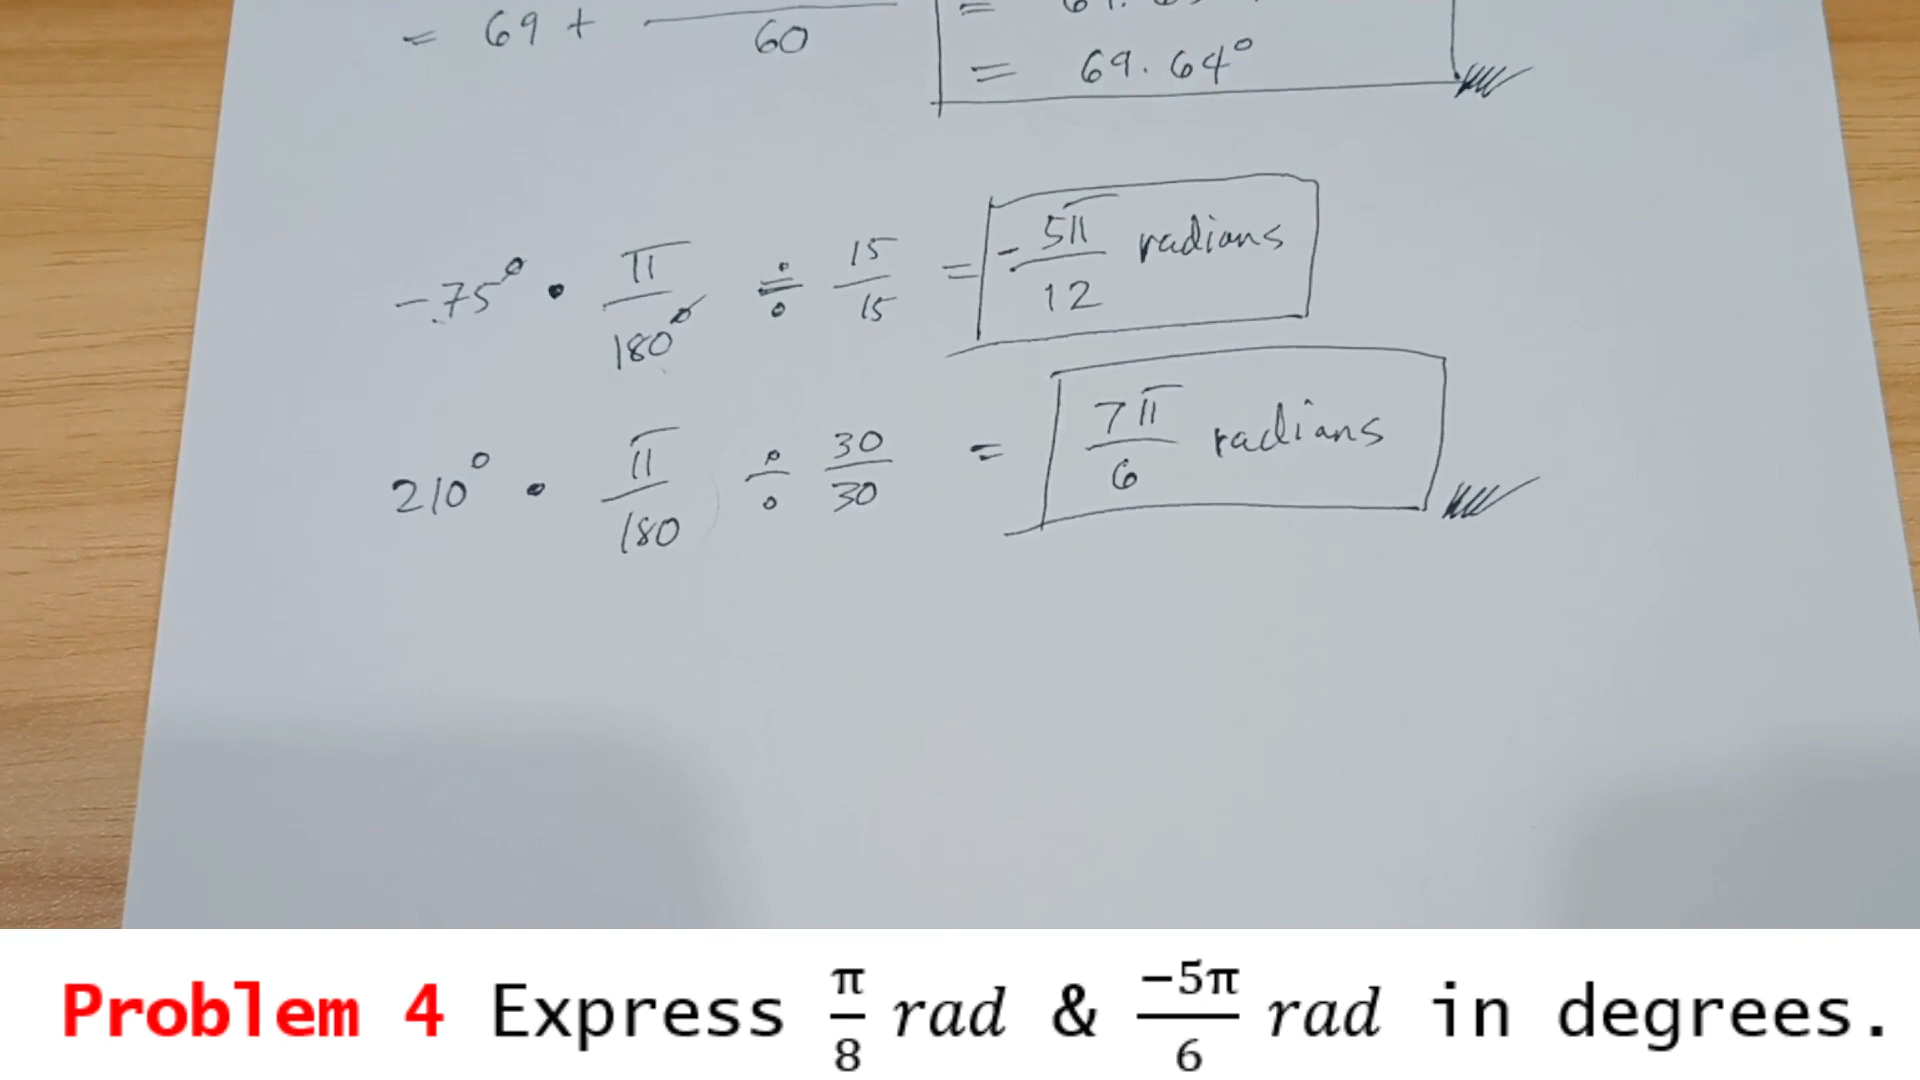 = 69 + / 60
= 69.64°
-75° • π/180° ÷ 15/15 = -5π/12 radians
210° • π/180 ÷ 30/30 = 7π/6 radians
Problem 4 Express π/8 rad & -5π/6 rad in degrees.